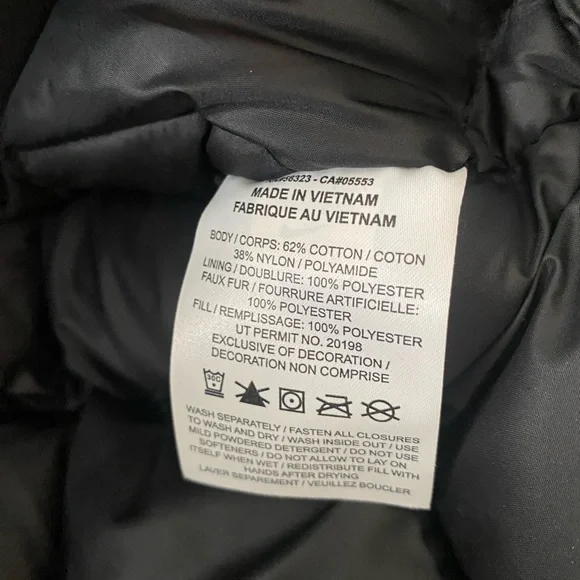 36323 - CA#05553
MADE IN VIETNAM
FABRIQUE AU VIETNAM
BODY / CORPS: 62% COTTON / COTON
38% NYLON / POLYAMIDE
LINING / DOUBLURE: 100% POLYESTER
FAUX FUR / FOURRURE ARTIFICIELLE:
100% POLYESTER
FILL / REMPLISSAGE: 100% POLYESTER
UT PERMIT NO. 20198
EXCLUSIVE OF DECORATION /
DECORATION NON COMPRISE
30C
WASH SEPARATELY / FASTEN ALL CLOSURES
TO WASH AND DRY / WASH INSIDE OUT / USE
MILD POWDERED DETERGENT / DO NOT USE
SOFTENERS / DO NOT ALLOW TO LAY ON
ITSELF WHEN WET / REDISTRIBUTE FILL WITH
HANDS AFTER DRYING
LAVER SEPAREMENT / VEUILLEZ BOUCLER